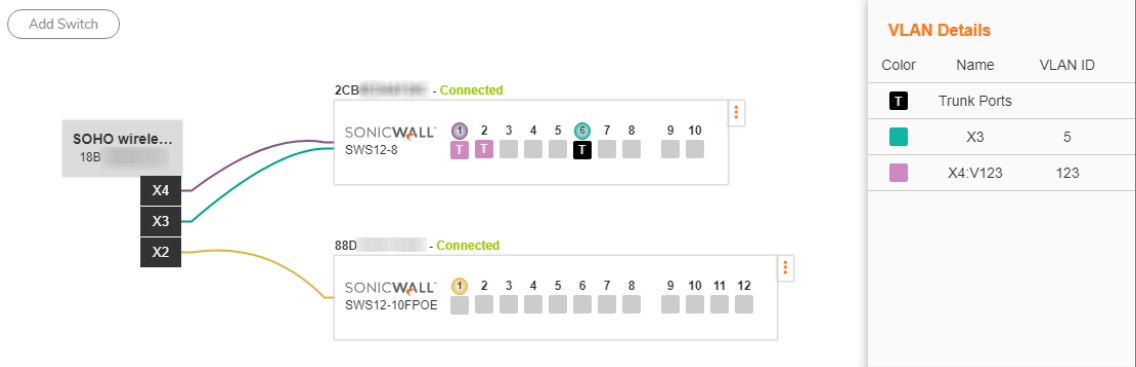 Add Switch
SOHO wirele...
18B
X4
X3
X2
2CB - Connected
SONICWALL
SWS12-8
1 2 3 4 5 6 7 8 9 10
T T T
88D - Connected
SONICWALL
SWS12-10FPOE
1 2 3 4 5 6 7 8 9 10 11 12
VLAN Details
Color Name VLAN ID
T Trunk Ports
X3 5
X4:V123 123